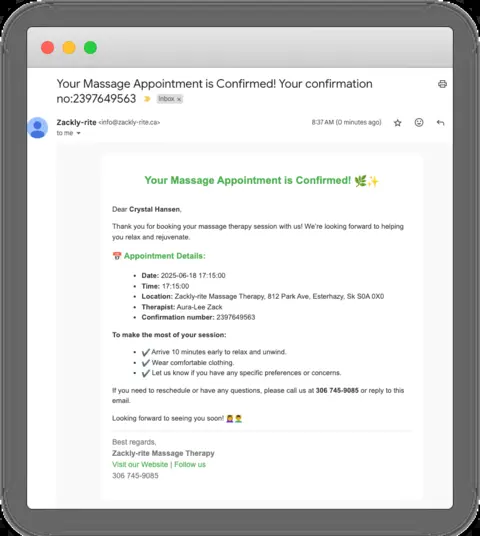 Your Massage Appointment is Confirmed! Your confirmation
no:2397649563 Inbox ×
Zackly-rite <info@zackly-rite.ca> 8:37 AM (0 minutes ago)
to me
Your Massage Appointment is Confirmed! 🌿✨
Dear Crystal Hansen,
Thank you for booking your massage therapy session with us! We're looking forward to helping
you relax and rejuvenate.
📅 Appointment Details:
• Date: 2025-06-18 17:15:00
• Time: 17:15:00
• Location: Zackly-rite Massage Therapy, 812 Park Ave, Esterhazy, Sk S0A 0X0
• Therapist: Aura-Lee Zack
• Confirmation number: 2397649563
To make the most of your session:
• ✔️ Arrive 10 minutes early to relax and unwind.
• ✔️ Wear comfortable clothing.
• ✔️ Let us know if you have any specific preferences or concerns.
If you need to reschedule or have any questions, please call us at 306 745-9085 or reply to this
email.
Looking forward to seeing you soon! 💆‍♀️💆‍♂️
Best regards,
Zackly-rite Massage Therapy
Visit our Website | Follow us
306 745-9085